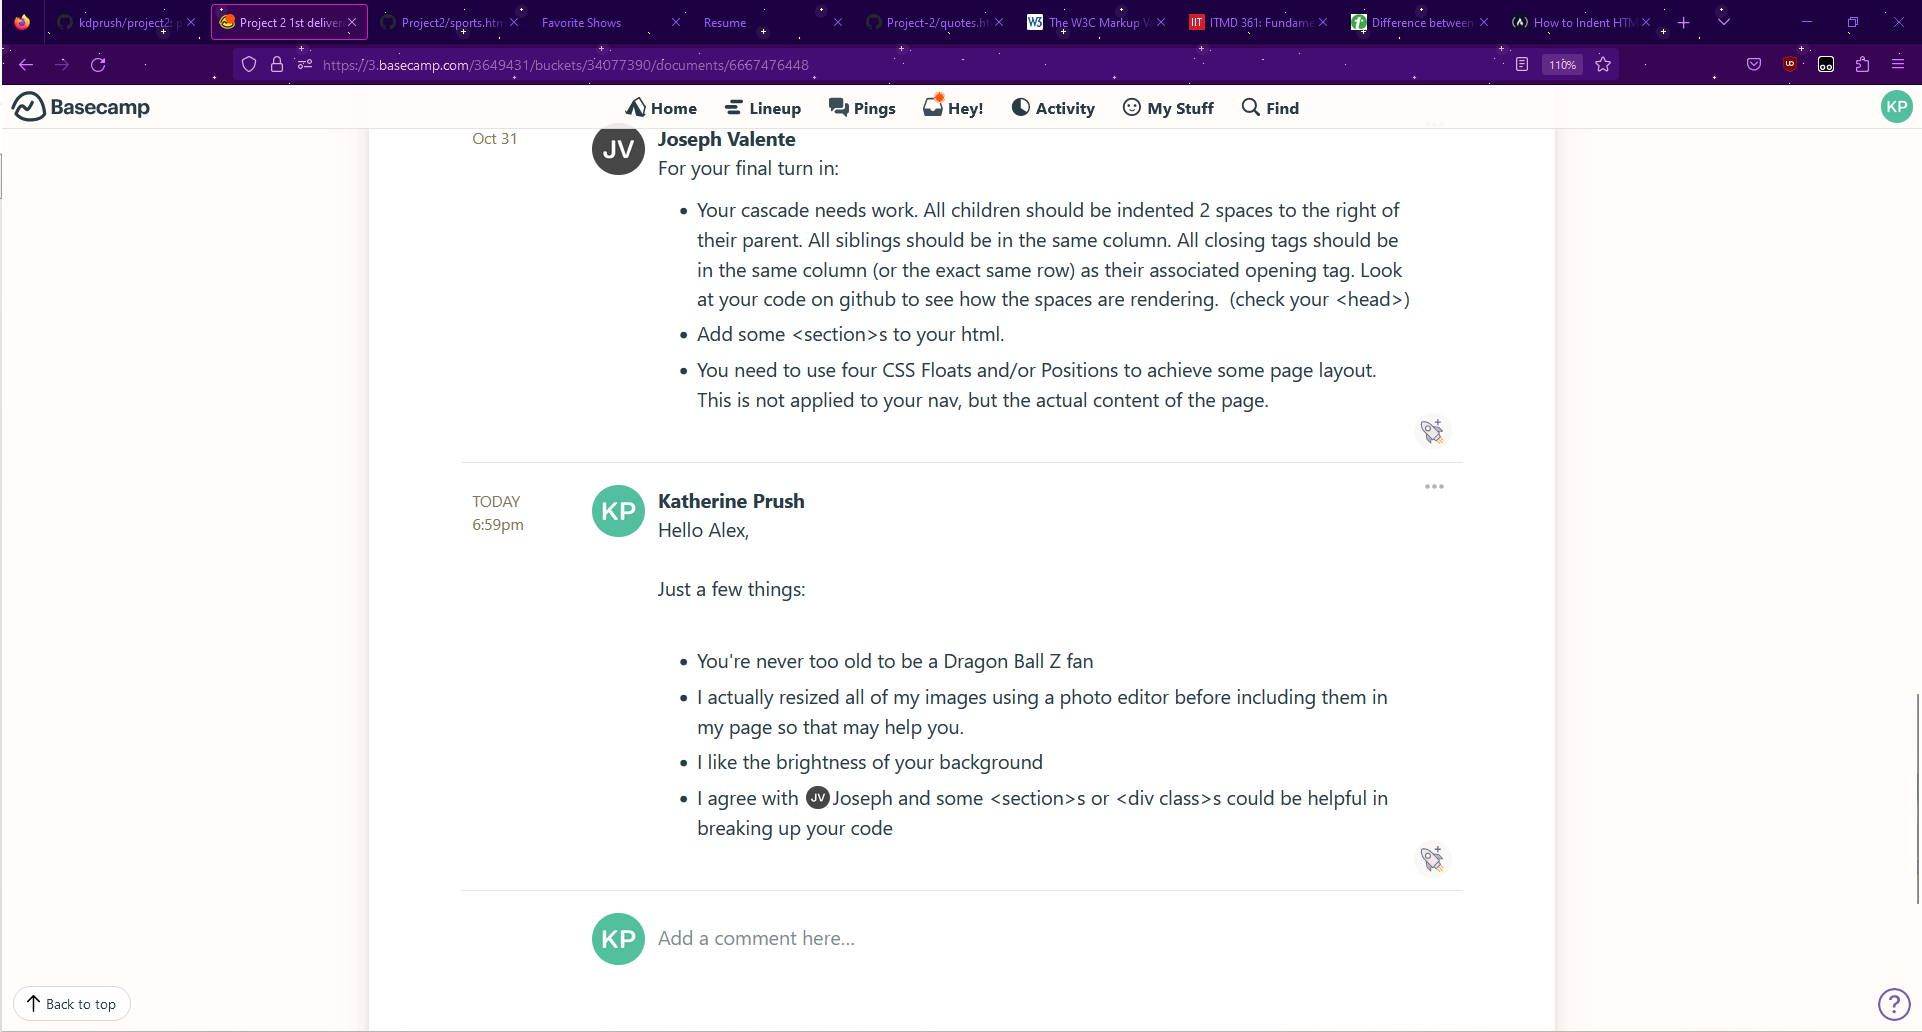 kdprush/project2: p
Project 2 1st deliver
Project2/sports.htm
Favorite Shows
Resume
Project-2/quotes.ht
The W3C Markup Va
ITMD 361: Fundame
Difference between
How to Indent HTM
https://3.basecamp.com/3649431/buckets/34077390/documents/6667476448
110%
Basecamp
Home
Lineup
Pings
Hey!
Activity
My Stuff
Find
KP
Oct 31
JV
Joseph Valente
For your final turn in:
• Your cascade needs work. All children should be indented 2 spaces to the right of
their parent. All siblings should be in the same column. All closing tags should be
in the same column (or the exact same row) as their associated opening tag. Look
at your code on github to see how the spaces are rendering.  (check your <head>)
• Add some <section>s to your html.
• You need to use four CSS Floats and/or Positions to achieve some page layout.
This is not applied to your nav, but the actual content of the page.
TODAY
6:59pm
KP
Katherine Prush
Hello Alex,
Just a few things:
• You're never too old to be a Dragon Ball Z fan
• I actually resized all of my images using a photo editor before including them in
my page so that may help you.
• I like the brightness of your background
• I agree with JV Joseph and some <section>s or <div class>s could be helpful in
breaking up your code
KP
Add a comment here...
Back to top
?